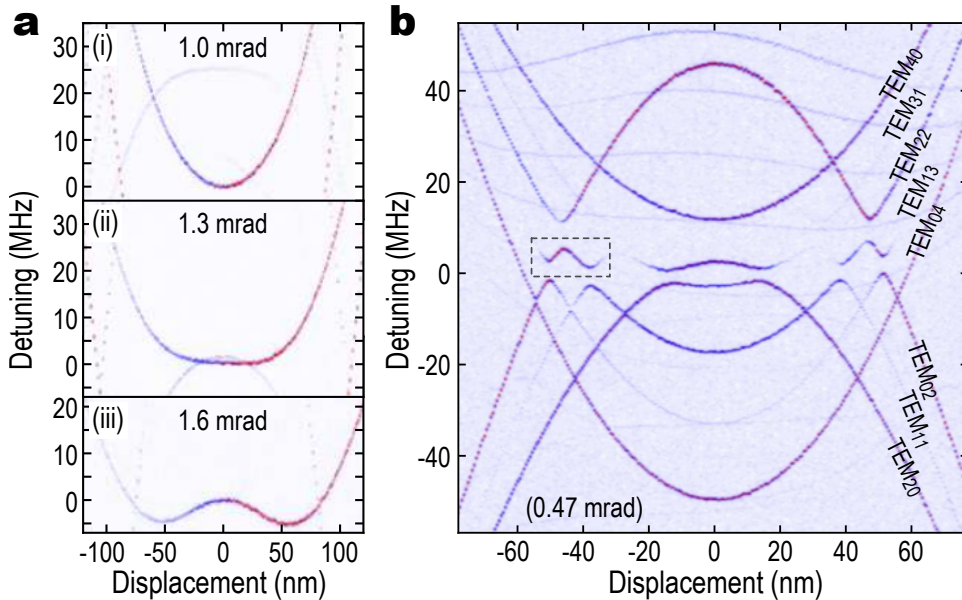 a
(i)
1.0 mrad
30
20
10
0
(ii)
1.3 mrad
30
20
10
0
(iii)
1.6 mrad
20
10
0
-100
-50
0
50
100
Detuning (MHz)
Displacement (nm)
b
40
20
0
-20
-40
TEM₄₀
TEM₃₁
TEM₂₂
TEM₁₃
TEM₀₄
TEM₀₂
TEM₁₁
TEM₂₀
(0.47 mrad)
-60
-40
-20
0
20
40
60
Detuning (MHz)
Displacement (nm)